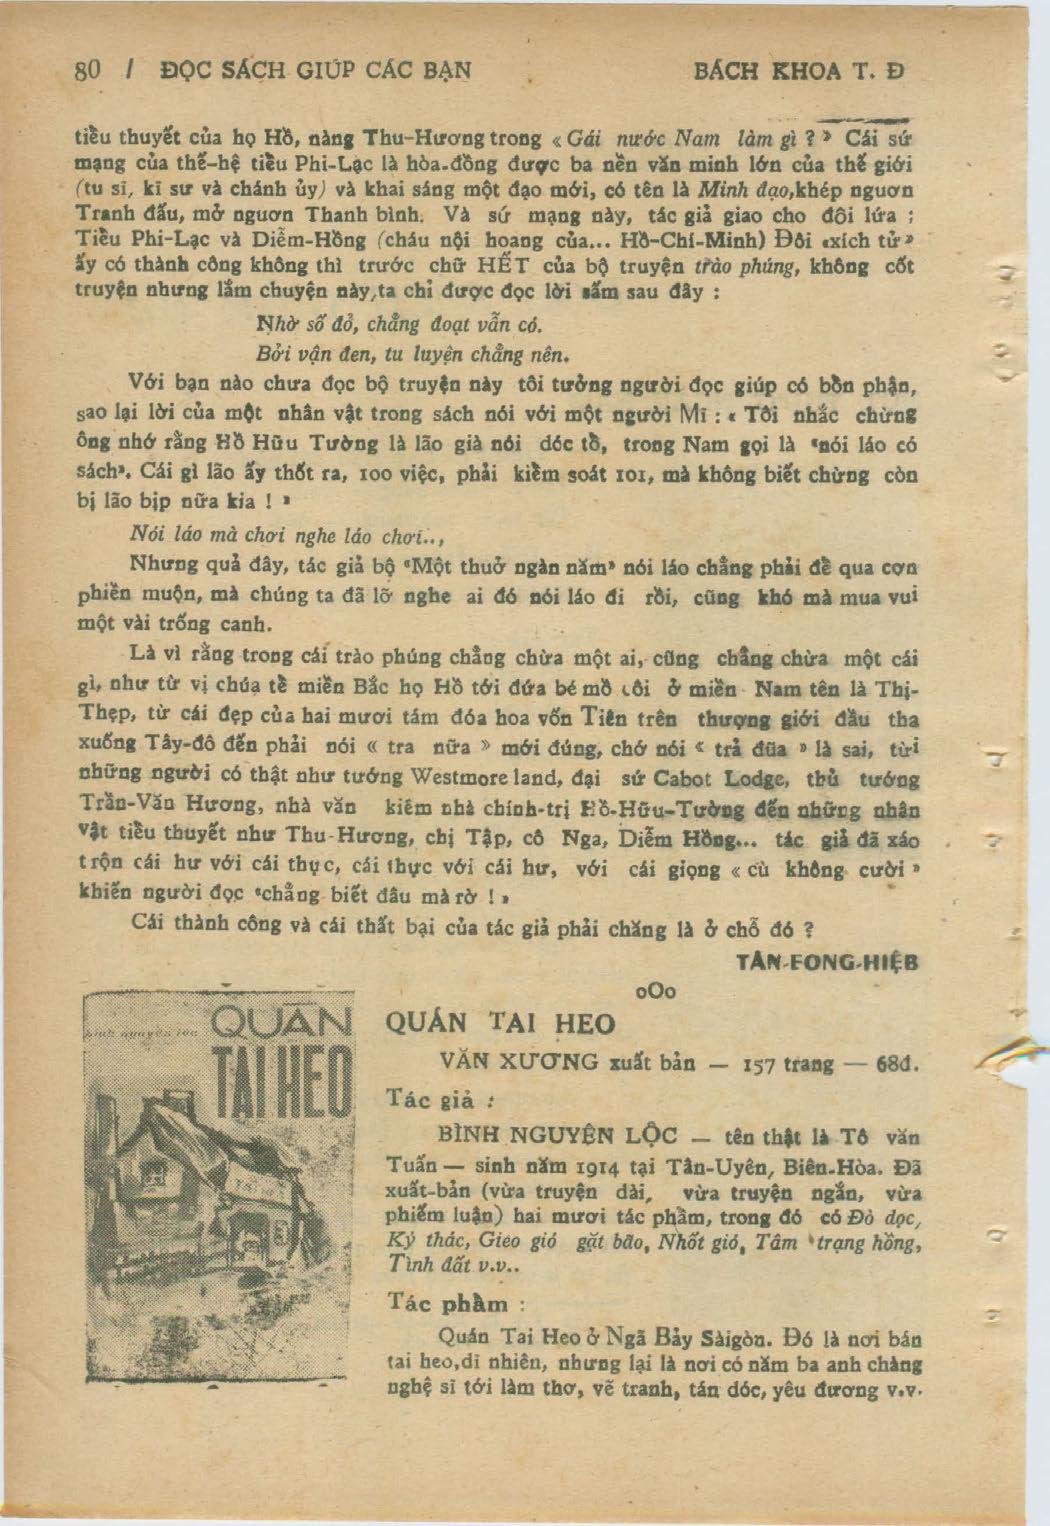 80 / ĐỌC SÁCH GIÚP CÁC BẠN BÁCH KHOA T. Đ
tiểu thuyết của họ Hồ, nàng Thu-Hương trong « Gái nước Nam làm gì ? » Cái sứ
mạng của thế-hệ tiểu Phi-Lạc là hòa-đồng được ba nền văn minh lớn của thế giới
(tu sĩ, kĩ sư và chánh ủy) và khai sáng một đạo mới, có tên là Minh đạo,khép nguơn
Tranh đấu, mở nguơn Thanh bình. Và sứ mạng này, tác giả giao cho đôi lứa ;
Tiểu Phi-Lạc và Diễm-Hồng (cháu nội hoang của... Hồ-Chí-Minh) Đôi «xích tử»
ấy có thành công không thì trước chữ HẾT của bộ truyện trào phúng, không cốt
truyện nhưng lắm chuyện này,ta chỉ được đọc lời sấm sau đây :
Nhờ số đỏ, chẳng đoạt vẫn có.
Bởi vận đen, tu luyện chẳng nên.
Với bạn nào chưa đọc bộ truyện này tôi tưởng người đọc giúp có bổn phận,
sao lại lời của một nhân vật trong sách nói với một người Mĩ : « Tôi nhắc chừng
ông nhớ rằng Hồ Hữu Tường là lão già nói dóc tổ, trong Nam gọi là «nói láo có
sách». Cái gì lão ấy thốt ra, 100 việc, phải kiểm soát 101, mà không biết chừng còn
bị lão bịp nữa kia ! »
Nói láo mà chơi nghe láo chơi..,
Nhưng quả đây, tác giả bộ «Một thuở ngàn năm» nói láo chẳng phải để qua cơn
phiền muộn, mà chúng ta đã lỡ nghe ai đó nói láo đi rồi, cũng khó mà mua vui
một vài trống canh.
Là vì rằng trong cái trào phúng chẳng chừa một ai, cũng chẳng chừa một cái
gì, như từ vị chúa tể miền Bắc họ Hồ tới đứa bé mồ côi ở miền Nam tên là Thị-
Thẹp, từ cái đẹp của hai mươi tám đóa hoa vốn Tiên trên thượng giới đầu tha
xuống Tây-đô đến phải nói « tra nữa » mới đúng, chớ nói « trả đũa » là sai, từ
những người có thật như tướng Westmoreland, đại sứ Cabot Lodge, thủ tướng
Trần-Văn Hương, nhà văn kiêm nhà chính-trị Hồ-Hữu-Tường đến những nhân
vật tiểu thuyết như Thu-Hương, chị Tập, cô Nga, Diễm Hồng... tác giả đã xáo
trộn cái hư với cái thực, cái thực với cái hư, với cái giọng « cù không cười »
khiến người đọc «chẳng biết đâu mà rờ ! »
Cái thành công và cái thất bại của tác giả phải chăng là ở chỗ đó ?
TÂN-FONG-HIỆB
oOo
bình nguyên lộc
QUÁN
TAI HEO
QUÁN TAI HEO
VĂN XƯƠNG xuất bản — 157 trang — 68đ.
Tác giả :
BÌNH NGUYÊN LỘC — tên thật là Tô văn
Tuấn — sinh năm 1914 tại Tân-Uyên, Biên-Hòa. Đã
xuất-bản (vừa truyện dài, vừa truyện ngắn, vừa
phiếm luận) hai mươi tác phẩm, trong đó có Đò dọc,
Ký thác, Gieo gió gặt bão, Nhốt gió, Tâm trạng hồng,
Tình đất v.v..
Tác phẩm :
Quán Tai Heo ở Ngã Bảy Sàigòn. Đó là nơi bán
tai heo,dĩ nhiên, nhưng lại là nơi có năm ba anh chàng
nghệ sĩ tới làm thơ, vẽ tranh, tán dóc, yêu đương v.v.